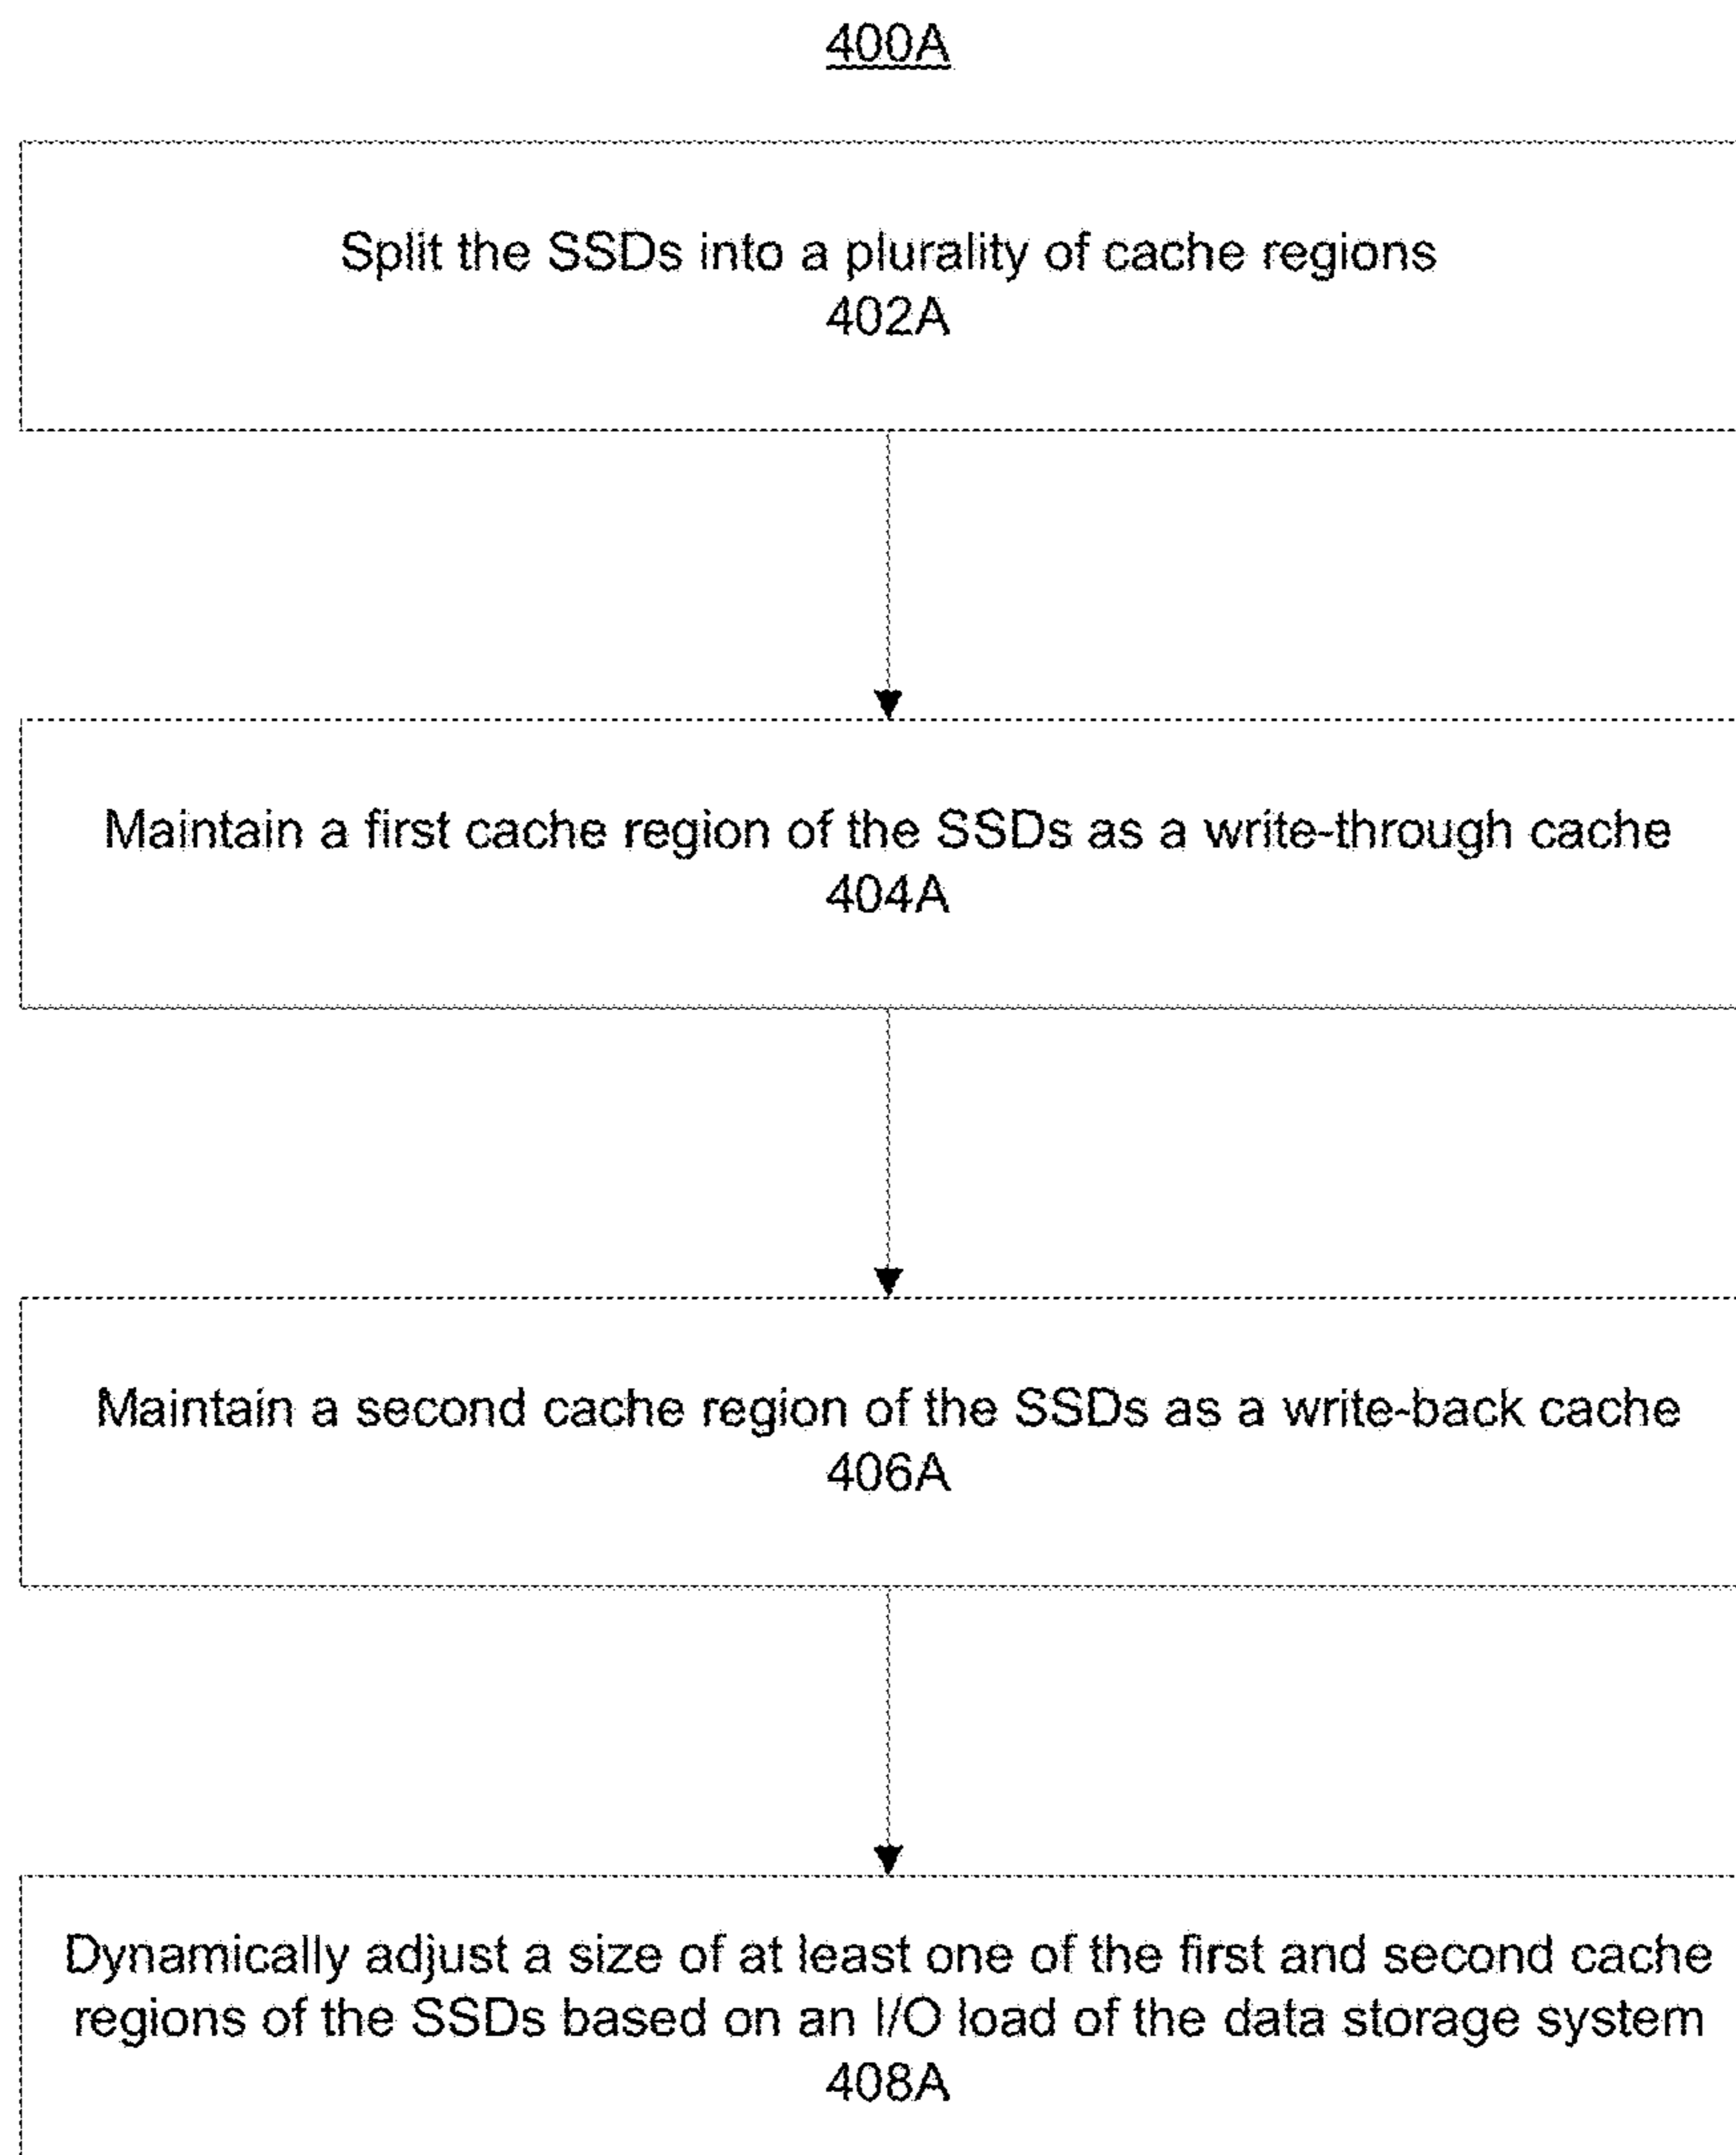 400A
Split the SSDs into a plurality of cache regions
402A
Maintain a first cache region of the SSDs as a write-through cache
404A
Maintain a second cache region of the SSDs as a write-back cache
406A
Dynamically adjust a size of at least one of the first and second cache
regions of the SSDs based on an I/O load of the data storage system
408A